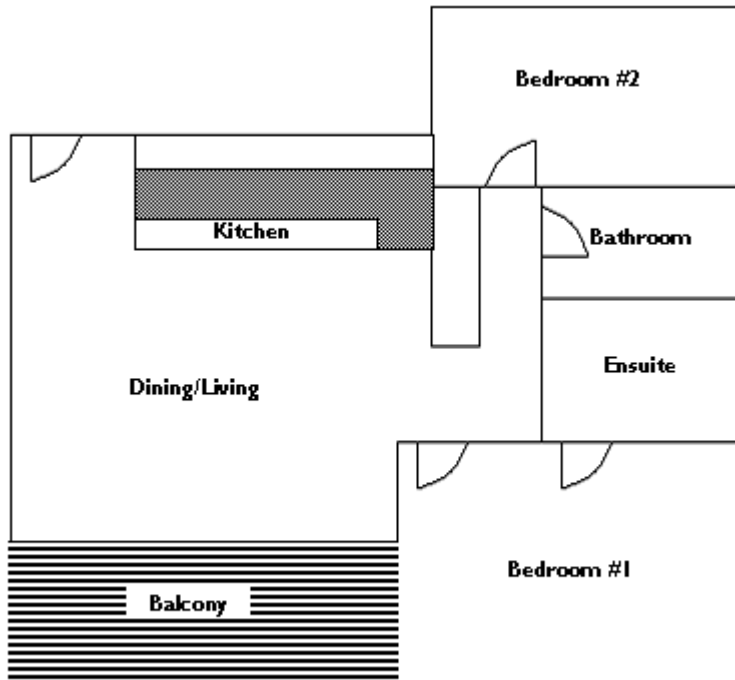 Bedroom #2
Kitchen
Bathroom
Ensuite
Dining/Living
Bedroom #1
Balcony